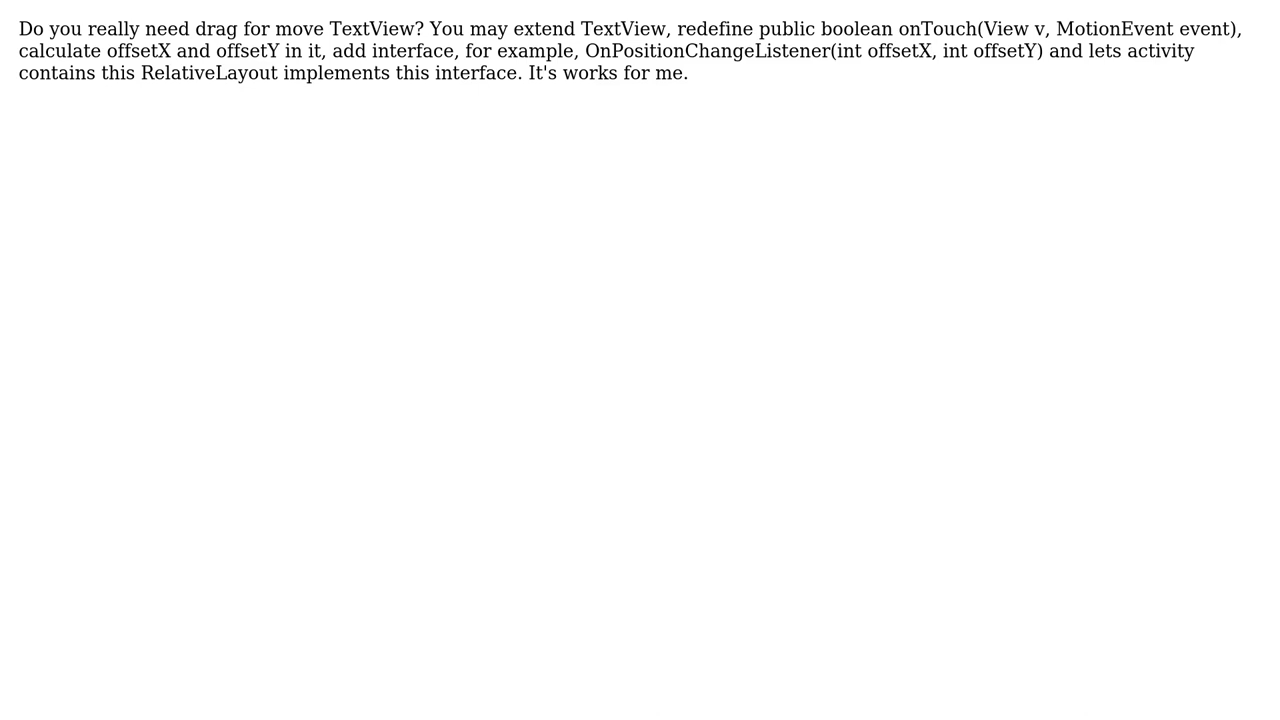 Do you really need drag for move TextView? You may extend TextView, redefine public boolean onTouch(View v, MotionEvent event),
calculate offsetX and offsetY in it, add interface, for example, OnPositionChangeListener(int offsetX, int offsetY) and lets activity
contains this RelativeLayout implements this interface. It's works for me.